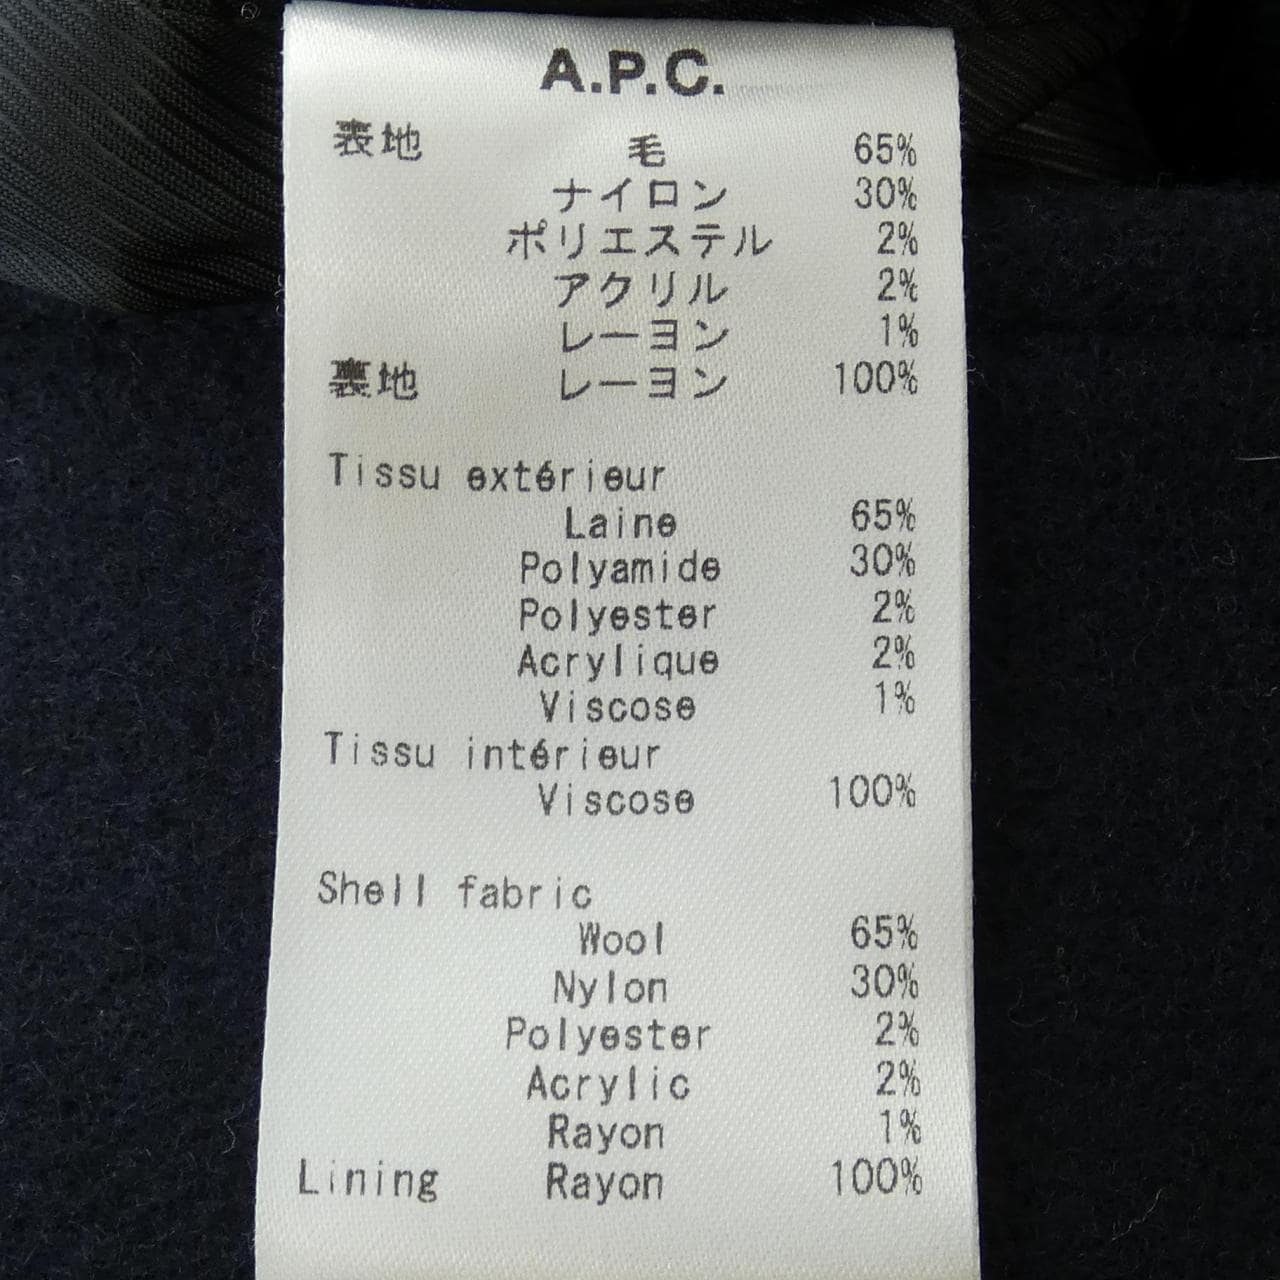 A.P.C.
表地 毛 65%
ナイロン 30%
ポリエステル 2%
アクリル 2%
レーヨン 1%
裏地 レーヨン 100%
Tissu extérieur
Laine 65%
Polyamide 30%
Polyester 2%
Acrylique 2%
Viscose 1%
Tissu intérieur
Viscose 100%
Shell fabric
Wool 65%
Nylon 30%
Polyester 2%
Acrylic 2%
Rayon 1%
Lining Rayon 100%